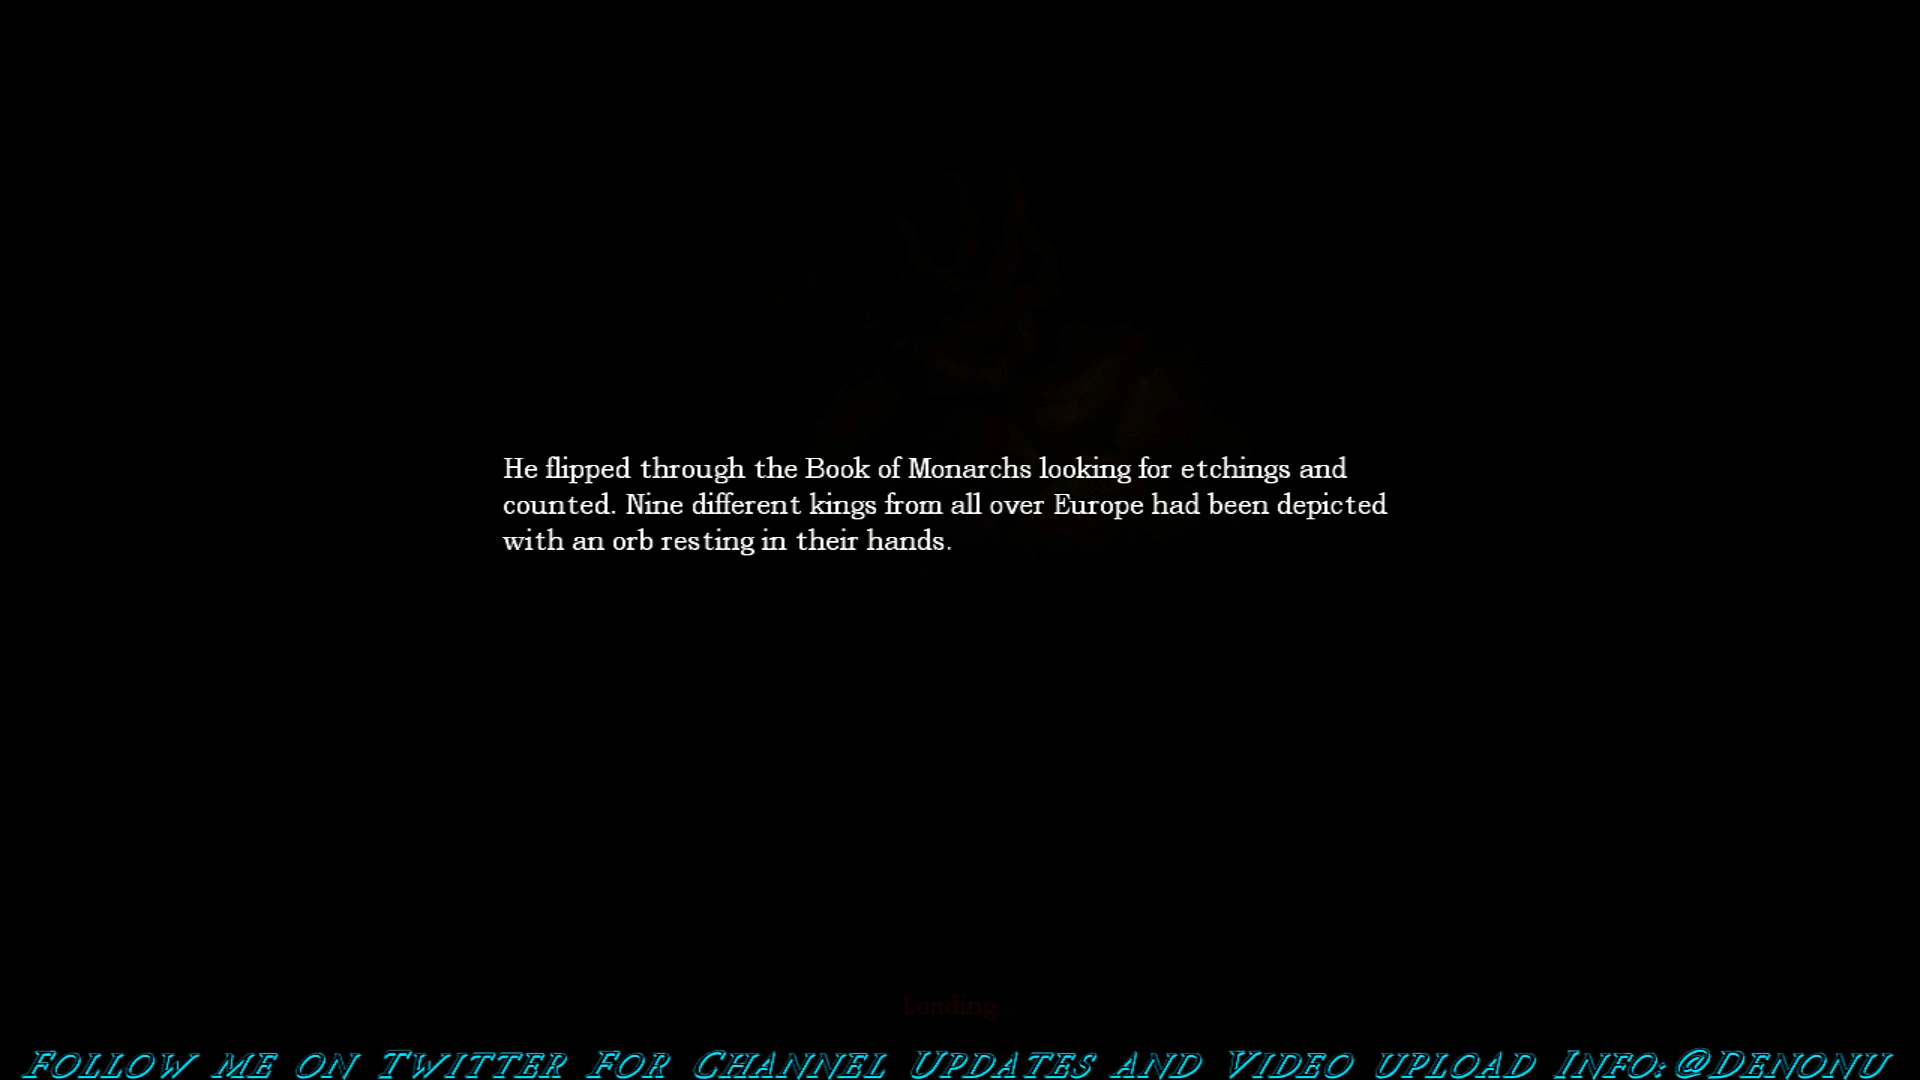 He flipped through the Book of Monarchs looking for etchings and
counted. Nine different kings from all over Europe had been depicted
with an orb resting in their hands.
Loading...
Follow me on Twitter For Channel Updates and Video upload Info:@Denonu